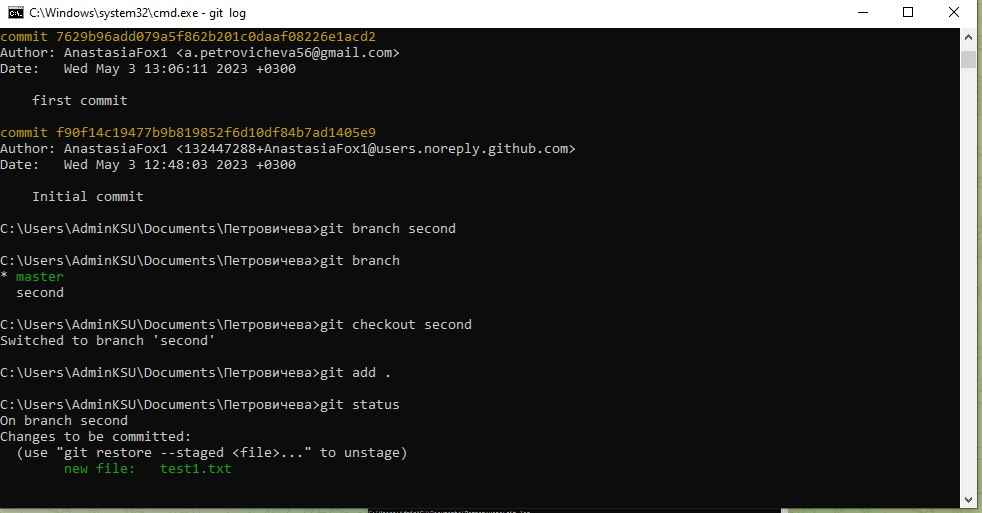 C:\Windows\system32\cmd.exe - git log
commit 7629b96add079a5f862b201c0daaf08226e1acd2
Author: AnastasiaFox1 <a.petrovicheva56@gmail.com>
Date:   Wed May 3 13:06:11 2023 +0300
    first commit
commit f90f14c19477b9b819852f6d10df84b7ad1405e9
Author: AnastasiaFox1 <132447288+AnastasiaFox1@users.noreply.github.com>
Date:   Wed May 3 12:48:03 2023 +0300
    Initial commit
C:\Users\AdminKSU\Documents\Петровичева>git branch second
C:\Users\AdminKSU\Documents\Петровичева>git branch
* master
  second
C:\Users\AdminKSU\Documents\Петровичева>git checkout second
Switched to branch 'second'
C:\Users\AdminKSU\Documents\Петровичева>git add .
C:\Users\AdminKSU\Documents\Петровичева>git status
On branch second
Changes to be committed:
  (use "git restore --staged <file>..." to unstage)
        new file:   test1.txt